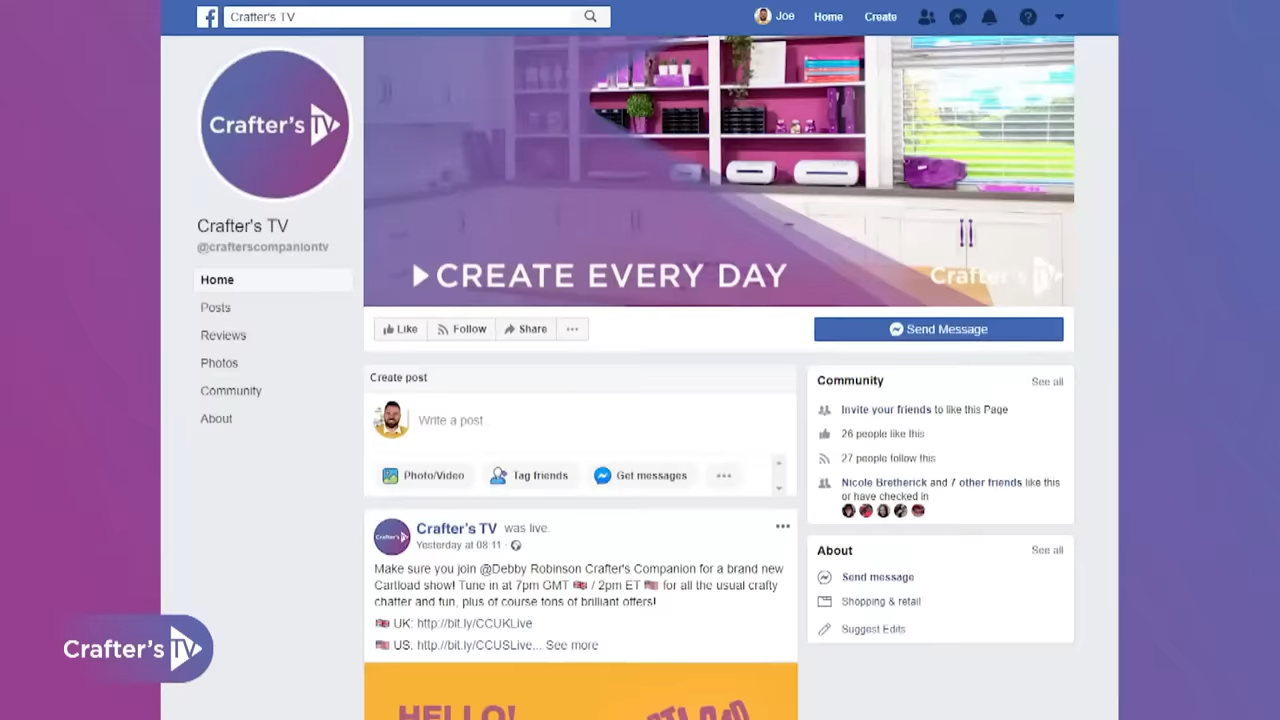 Crafter's TV
Joe
Home
Create
Crafter's TV
Crafter's TV
@crafterscompaniontv
Home
Posts
Reviews
Photos
Community
About
CREATE EVERY DAY
Crafter's TV
Like
Follow
Share
Send Message
Create post
Write a post..
Photo/Video
Tag friends
Get messages
Crafter's TV
Crafter's TV was live.
Yesterday at 08:11
Make sure you join @Debby Robinson Crafter's Companion for a brand new
Cartload show! Tune in at 7pm GMT 🇬🇧 / 2pm ET 🇺🇸 for all the usual crafty
chatter and fun, plus of course tons of brilliant offers!
🇬🇧 UK: http://bit.ly/CCUKLive
🇺🇸 US: http://bit.ly/CCUSLive... See more
HELLO!
Community
See all
Invite your friends to like this Page
26 people like this
27 people follow this
Nicole Bretherick and 7 other friends like this
or have checked in
About
See all
Send message
Shopping & retail
Suggest Edits
Crafter's TV